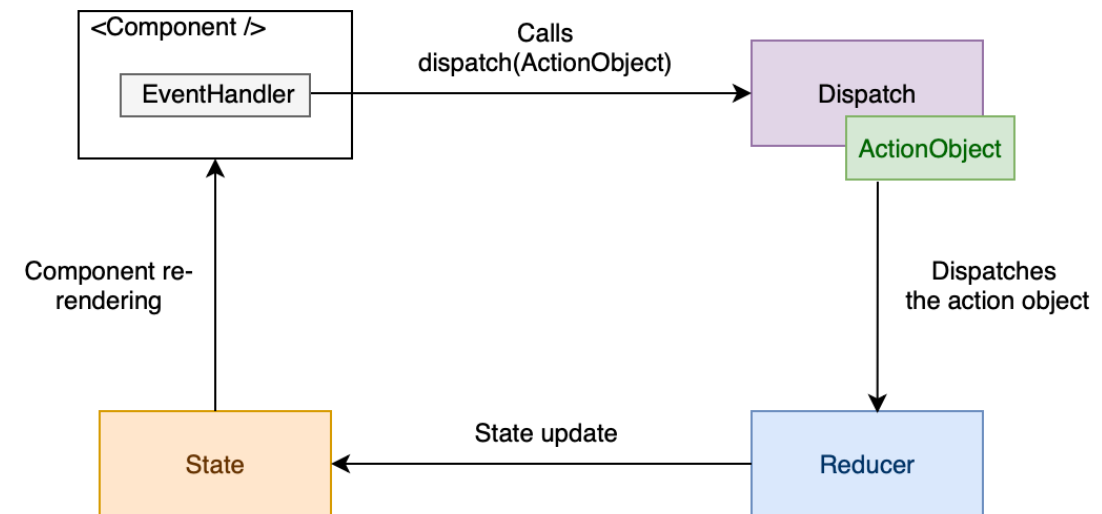 <Component />
EventHandler
Calls
dispatch(ActionObject)
Dispatch
ActionObject
Component re-
rendering
Dispatches
the action object
State
State update
Reducer